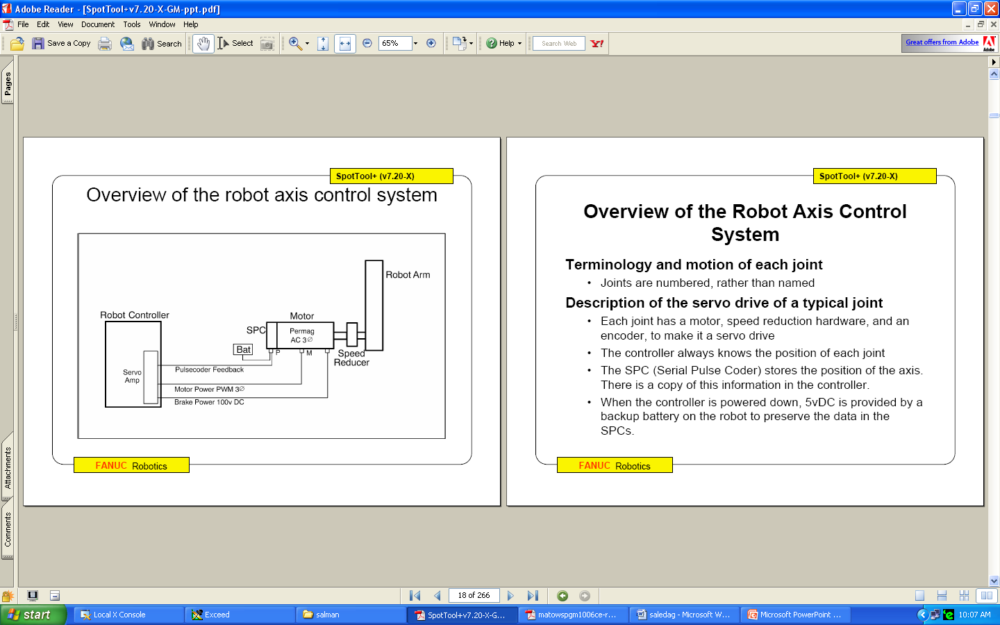 Adobe Reader - [SpotTool+v7.20-X-GM-ppt.pdf]
File Edit View Document Tools Window Help
Save a Copy Search Select 65% Help Search Web Y! Great offers from Adobe Adobe
Pages
Attachments
Comments
SpotTool+ (v7.20-X)
Overview of the robot axis control system
Robot Arm
Robot Controller
Motor
SPC
Permag
AC 3∅
Bat
P
M
Speed
Reducer
Servo
Amp
Pulsecoder Feedback
Motor Power PWM 3∅
Brake Power 100v DC
FANUC Robotics
SpotTool+ (v7.20-X)
Overview of the Robot Axis Control
System
Terminology and motion of each joint
• Joints are numbered, rather than named
Description of the servo drive of a typical joint
• Each joint has a motor, speed reduction hardware, and an
encoder, to make it a servo drive
• The controller always knows the position of each joint
• The SPC (Serial Pulse Coder) stores the position of the axis.
There is a copy of this information in the controller.
• When the controller is powered down, 5vDC is provided by a
backup battery on the robot to preserve the data in the
SPCs.
FANUC Robotics
18 of 266
start Local X Console Exceed salman SpotTool+v7.20-X-G... matowspgm1006ce-r... saledag - Microsoft W... Microsoft PowerPoint ... 10:07 AM